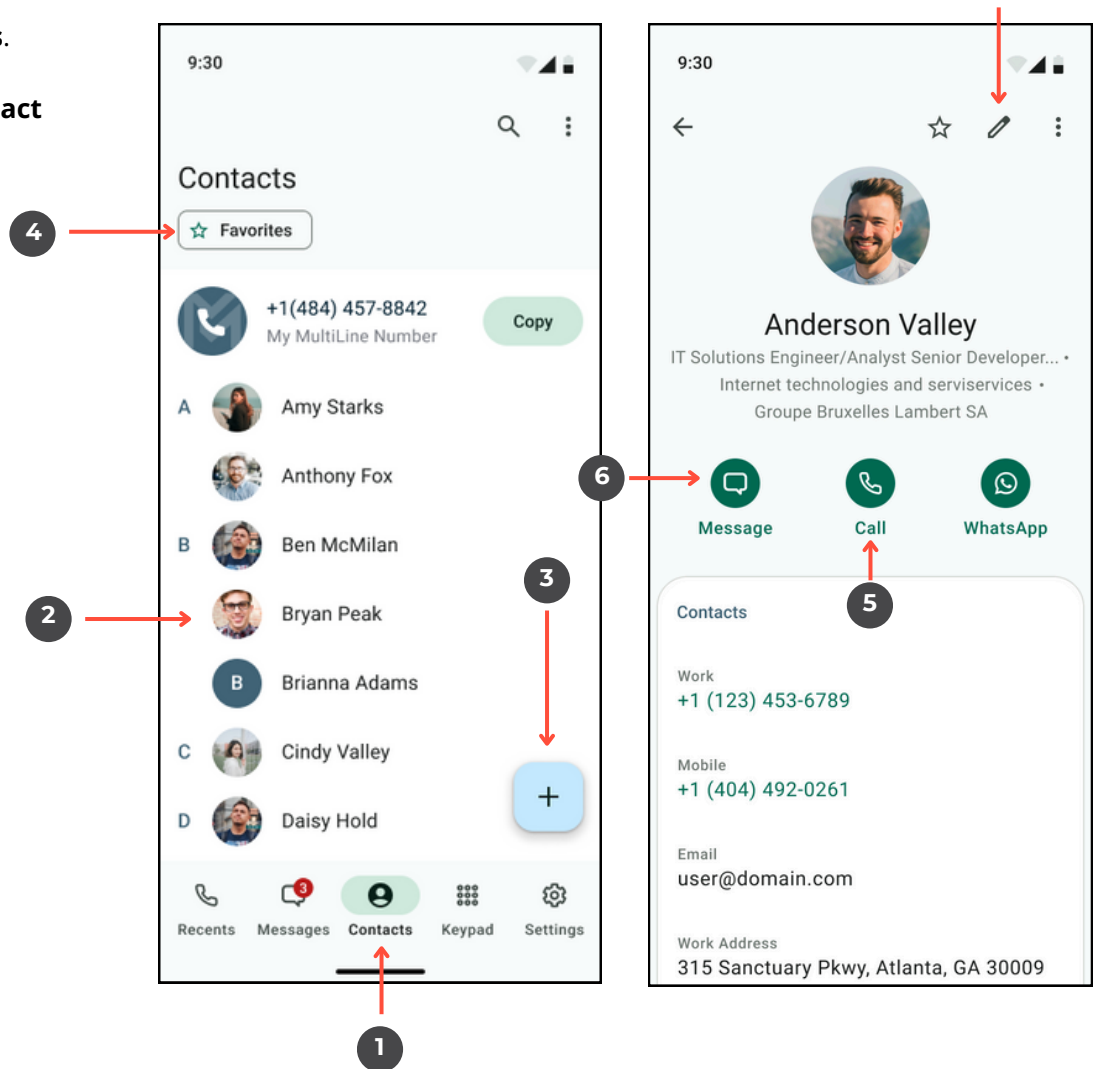 s.
act
9:30
Contacts
4
Favorites
+1(484) 457-8842
My MultiLine Number
Copy
A
Amy Starks
Anthony Fox
B
Ben McMilan
3
2
Bryan Peak
B
Brianna Adams
C
Cindy Valley
+
D
Daisy Hold
3
Recents Messages Contacts Keypad Settings
1
9:30
Anderson Valley
IT Solutions Engineer/Analyst Senior Developer... •
Internet technologies and serviservices •
Groupe Bruxelles Lambert SA
6
Message Call WhatsApp
5
Contacts
Work
+1 (123) 453-6789
Mobile
+1 (404) 492-0261
Email
user@domain.com
Work Address
315 Sanctuary Pkwy, Atlanta, GA 30009